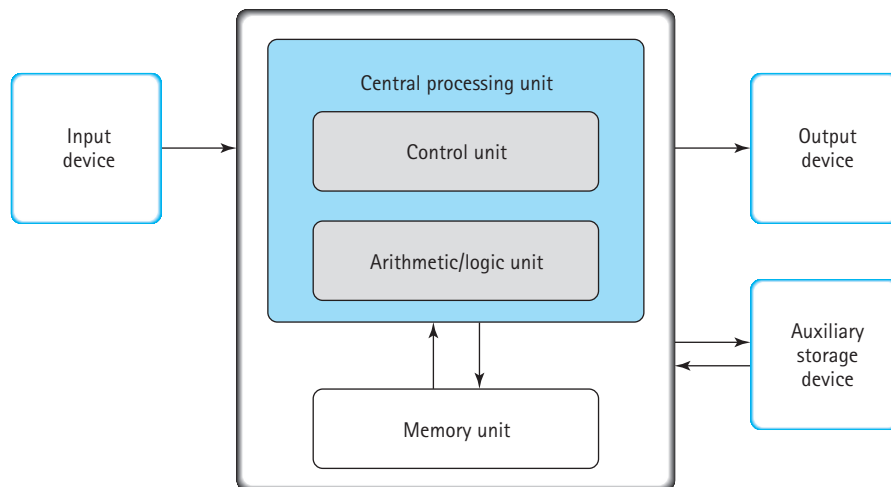 Central processing unit
Input
device
Control unit
Output
device
Arithmetic/logic unit
Auxiliary
storage
device
Memory unit